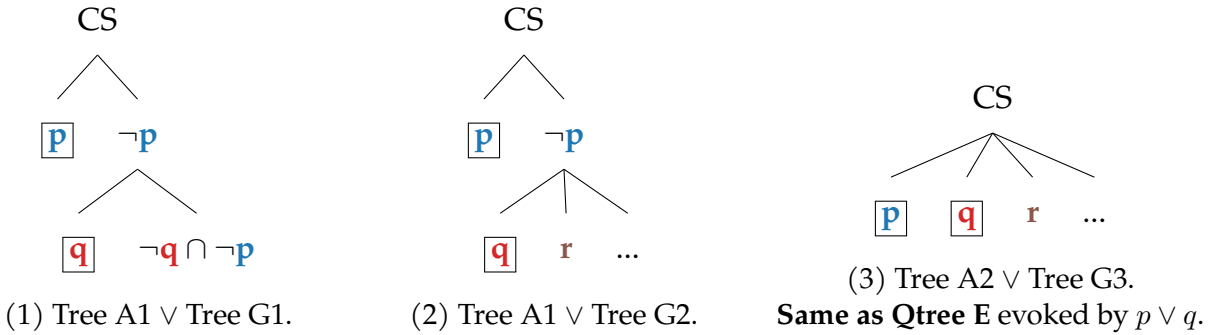 CS
p ¬p
q ¬q ∩ ¬p
(1) Tree A1 ∨ Tree G1.
CS
p ¬p
q r ...
(2) Tree A1 ∨ Tree G2.
CS
p q r ...
(3) Tree A2 ∨ Tree G3.
Same as Qtree E evoked by p ∨ q.